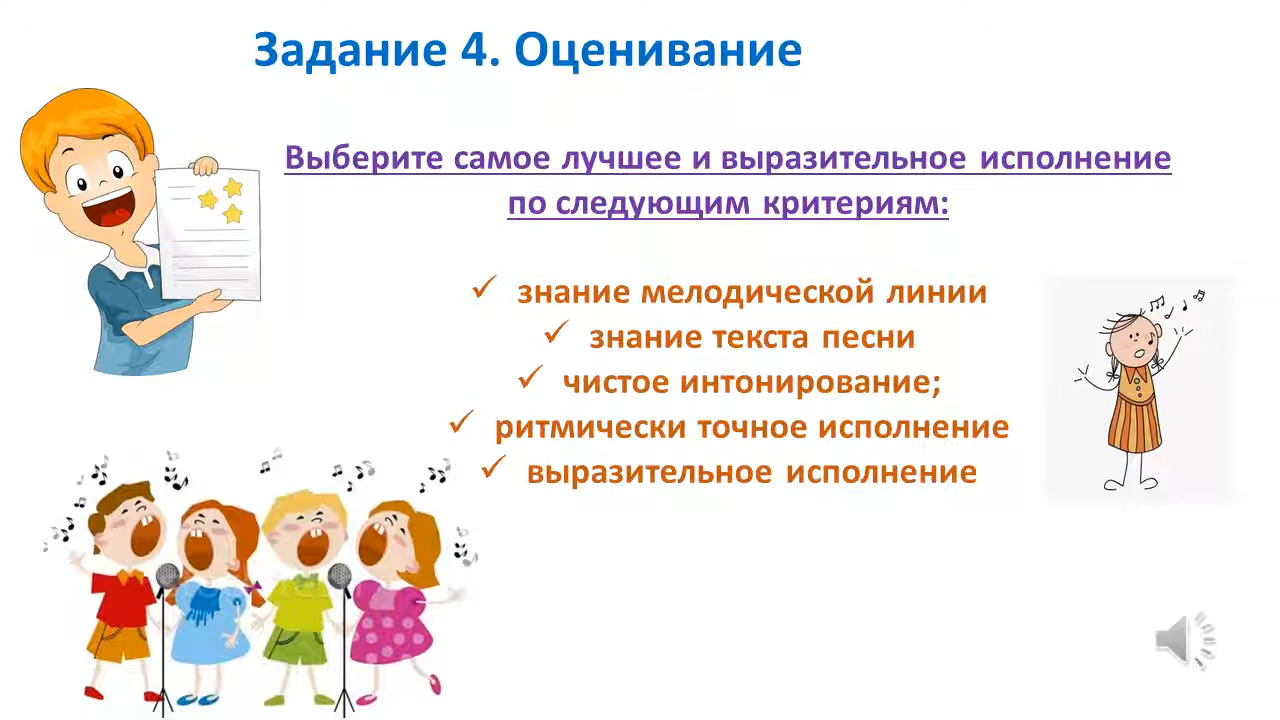 Задание 4. Оценивание
Выберите самое лучшее и выразительное исполнение
по следующим критериям:
✓ знание мелодической линии
✓ знание текста песни
✓ чистое интонирование;
✓ ритмически точное исполнение
✓ выразительное исполнение